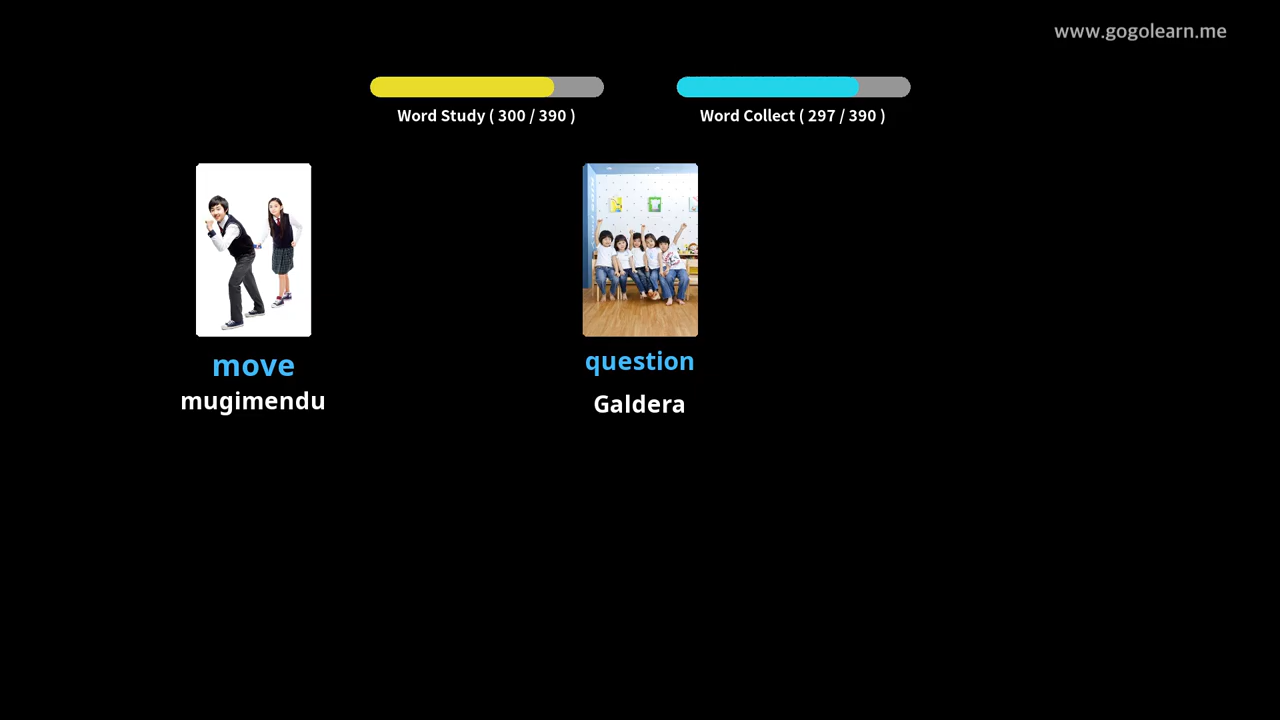 www.gogolearn.me
Word Study ( 300 / 390 )
Word Collect ( 297 / 390 )
move
mugimendu
question
Galdera